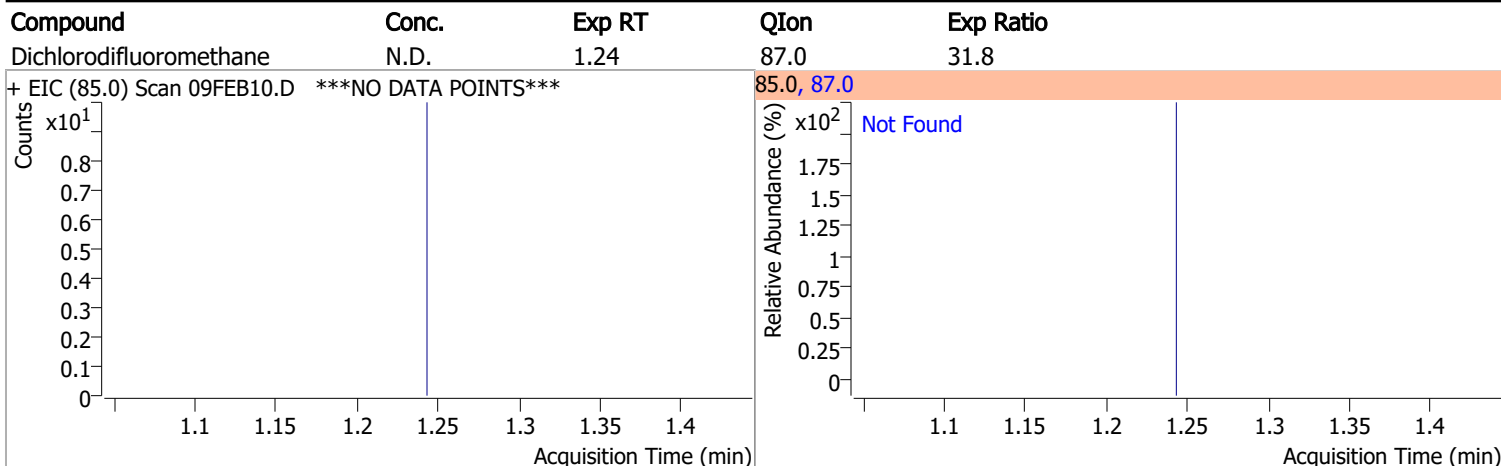 Compound Conc. Exp RT QIon Exp Ratio
Dichlorodifluoromethane N.D. 1.24 87.0 31.8
+ EIC (85.0) Scan 09FEB10.D ***NO DATA POINTS***
Counts
x10¹
0.8
0.7
0.6
0.5
0.4
0.3
0.2
0.1
0
1.1 1.15 1.2 1.25 1.3 1.35 1.4
Acquisition Time (min)
85.0, 87.0
Relative Abundance (%)
x10²
Not Found
1.75
1.5
1.25
1
0.75
0.5
0.25
0
1.1 1.15 1.2 1.25 1.3 1.35 1.4
Acquisition Time (min)